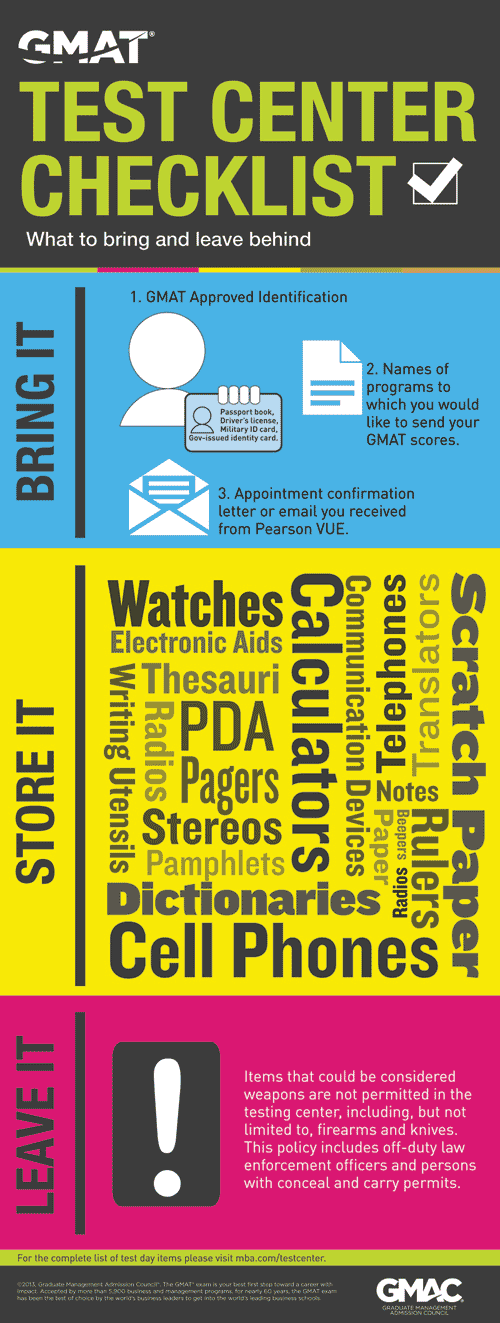 GMAT®
TEST CENTER
CHECKLIST
What to bring and leave behind
BRING IT
1. GMAT Approved Identification
Passport book,
Driver's license,
Military ID card,
Gov-issued identity card.
2. Names of
programs to
which you would
like to send your
GMAT scores.
3. Appointment confirmation
letter or email you received
from Pearson VUE.
STORE IT
Watches
Electronic Aids
Thesauri
Writing Utensils
Radios
PDA
Pagers
Stereos
Pamphlets
Dictionaries
Cell Phones
Calculators
Communication Devices
Telephones
Translators
Scratch Paper
Notes
Paper
Beepers
Radios
Rulers
LEAVE IT
!
Items that could be considered
weapons are not permitted in the
testing center, including, but not
limited to, firearms and knives.
This policy includes off-duty law
enforcement officers and persons
with conceal and carry permits.
For the complete list of test day items please visit mba.com/testcenter.
©2013, Graduate Management Admission Council®. The GMAT® exam is your best first step toward a career with
impact. Accepted by more than 5,900 business and management programs, for nearly 60 years, the GMAT exam
has been the test of choice by the world's business leaders to get into the world's leading business schools.
GMAC®
GRADUATE MANAGEMENT
ADMISSION COUNCIL